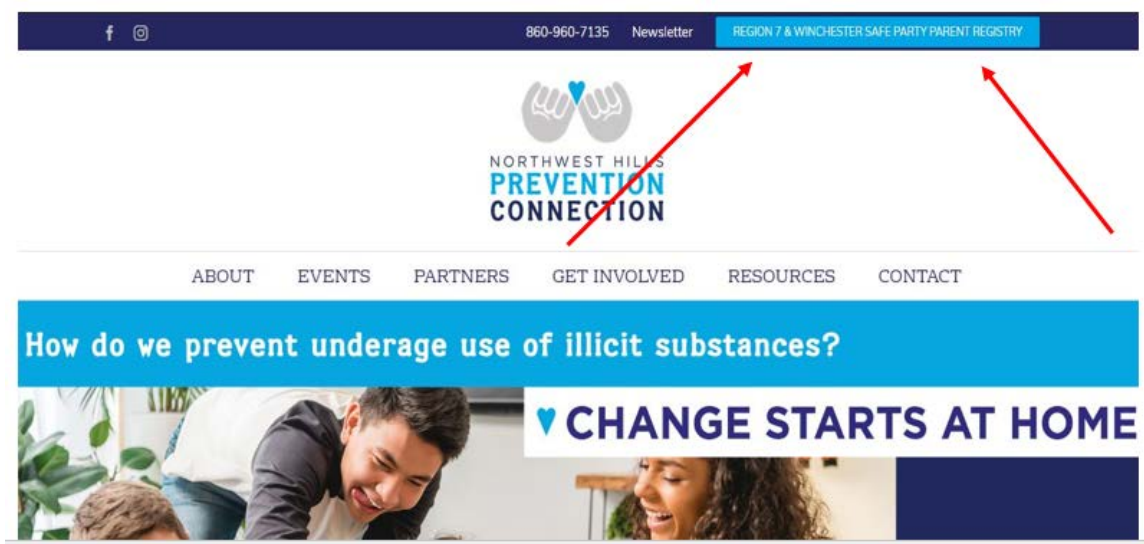 860-960-7135 Newsletter REGION 7 & WINCHESTER SAFE PARTY PARENT REGISTRY
NORTHWEST HILLS
PREVENTION
CONNECTION
ABOUT EVENTS PARTNERS GET INVOLVED RESOURCES CONTACT
How do we prevent underage use of illicit substances?
CHANGE STARTS AT HOME